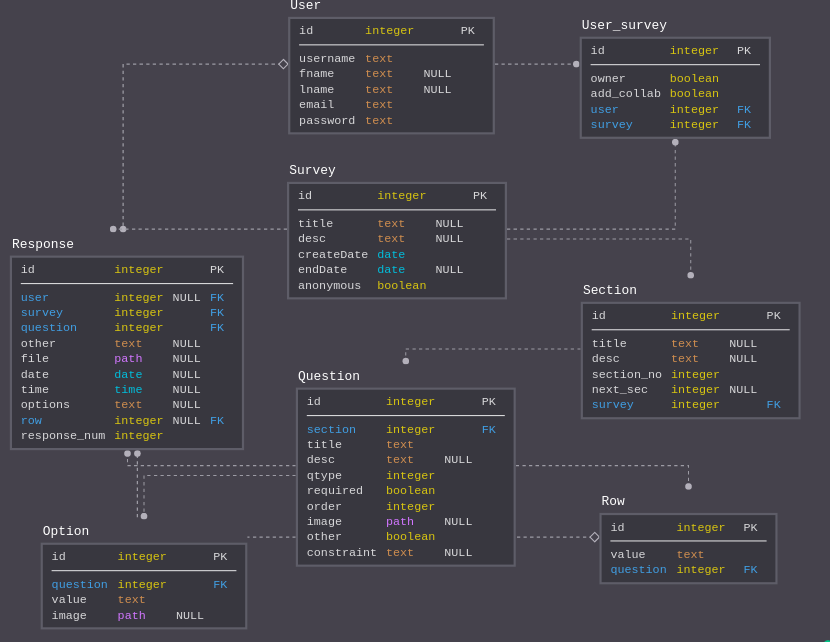 User
id integer PK
username text
fname text NULL
lname text NULL
email text
password text
User_survey
id integer PK
owner boolean
add_collab boolean
user integer FK
survey integer FK
Survey
id integer PK
title text NULL
desc text NULL
createDate date
endDate date NULL
anonymous boolean
Response
id integer PK
user integer NULL FK
survey integer FK
question integer FK
other text NULL
file path NULL
date date NULL
time time NULL
options text NULL
row integer NULL FK
response_num integer
Section
id integer PK
title text NULL
desc text NULL
section_no integer
next_sec integer NULL
survey integer FK
Question
id integer PK
section integer FK
title text
desc text NULL
qtype integer
required boolean
order integer
image path NULL
other boolean
constraint text NULL
Row
id integer PK
value text
question integer FK
Option
id integer PK
question integer FK
value text
image path NULL